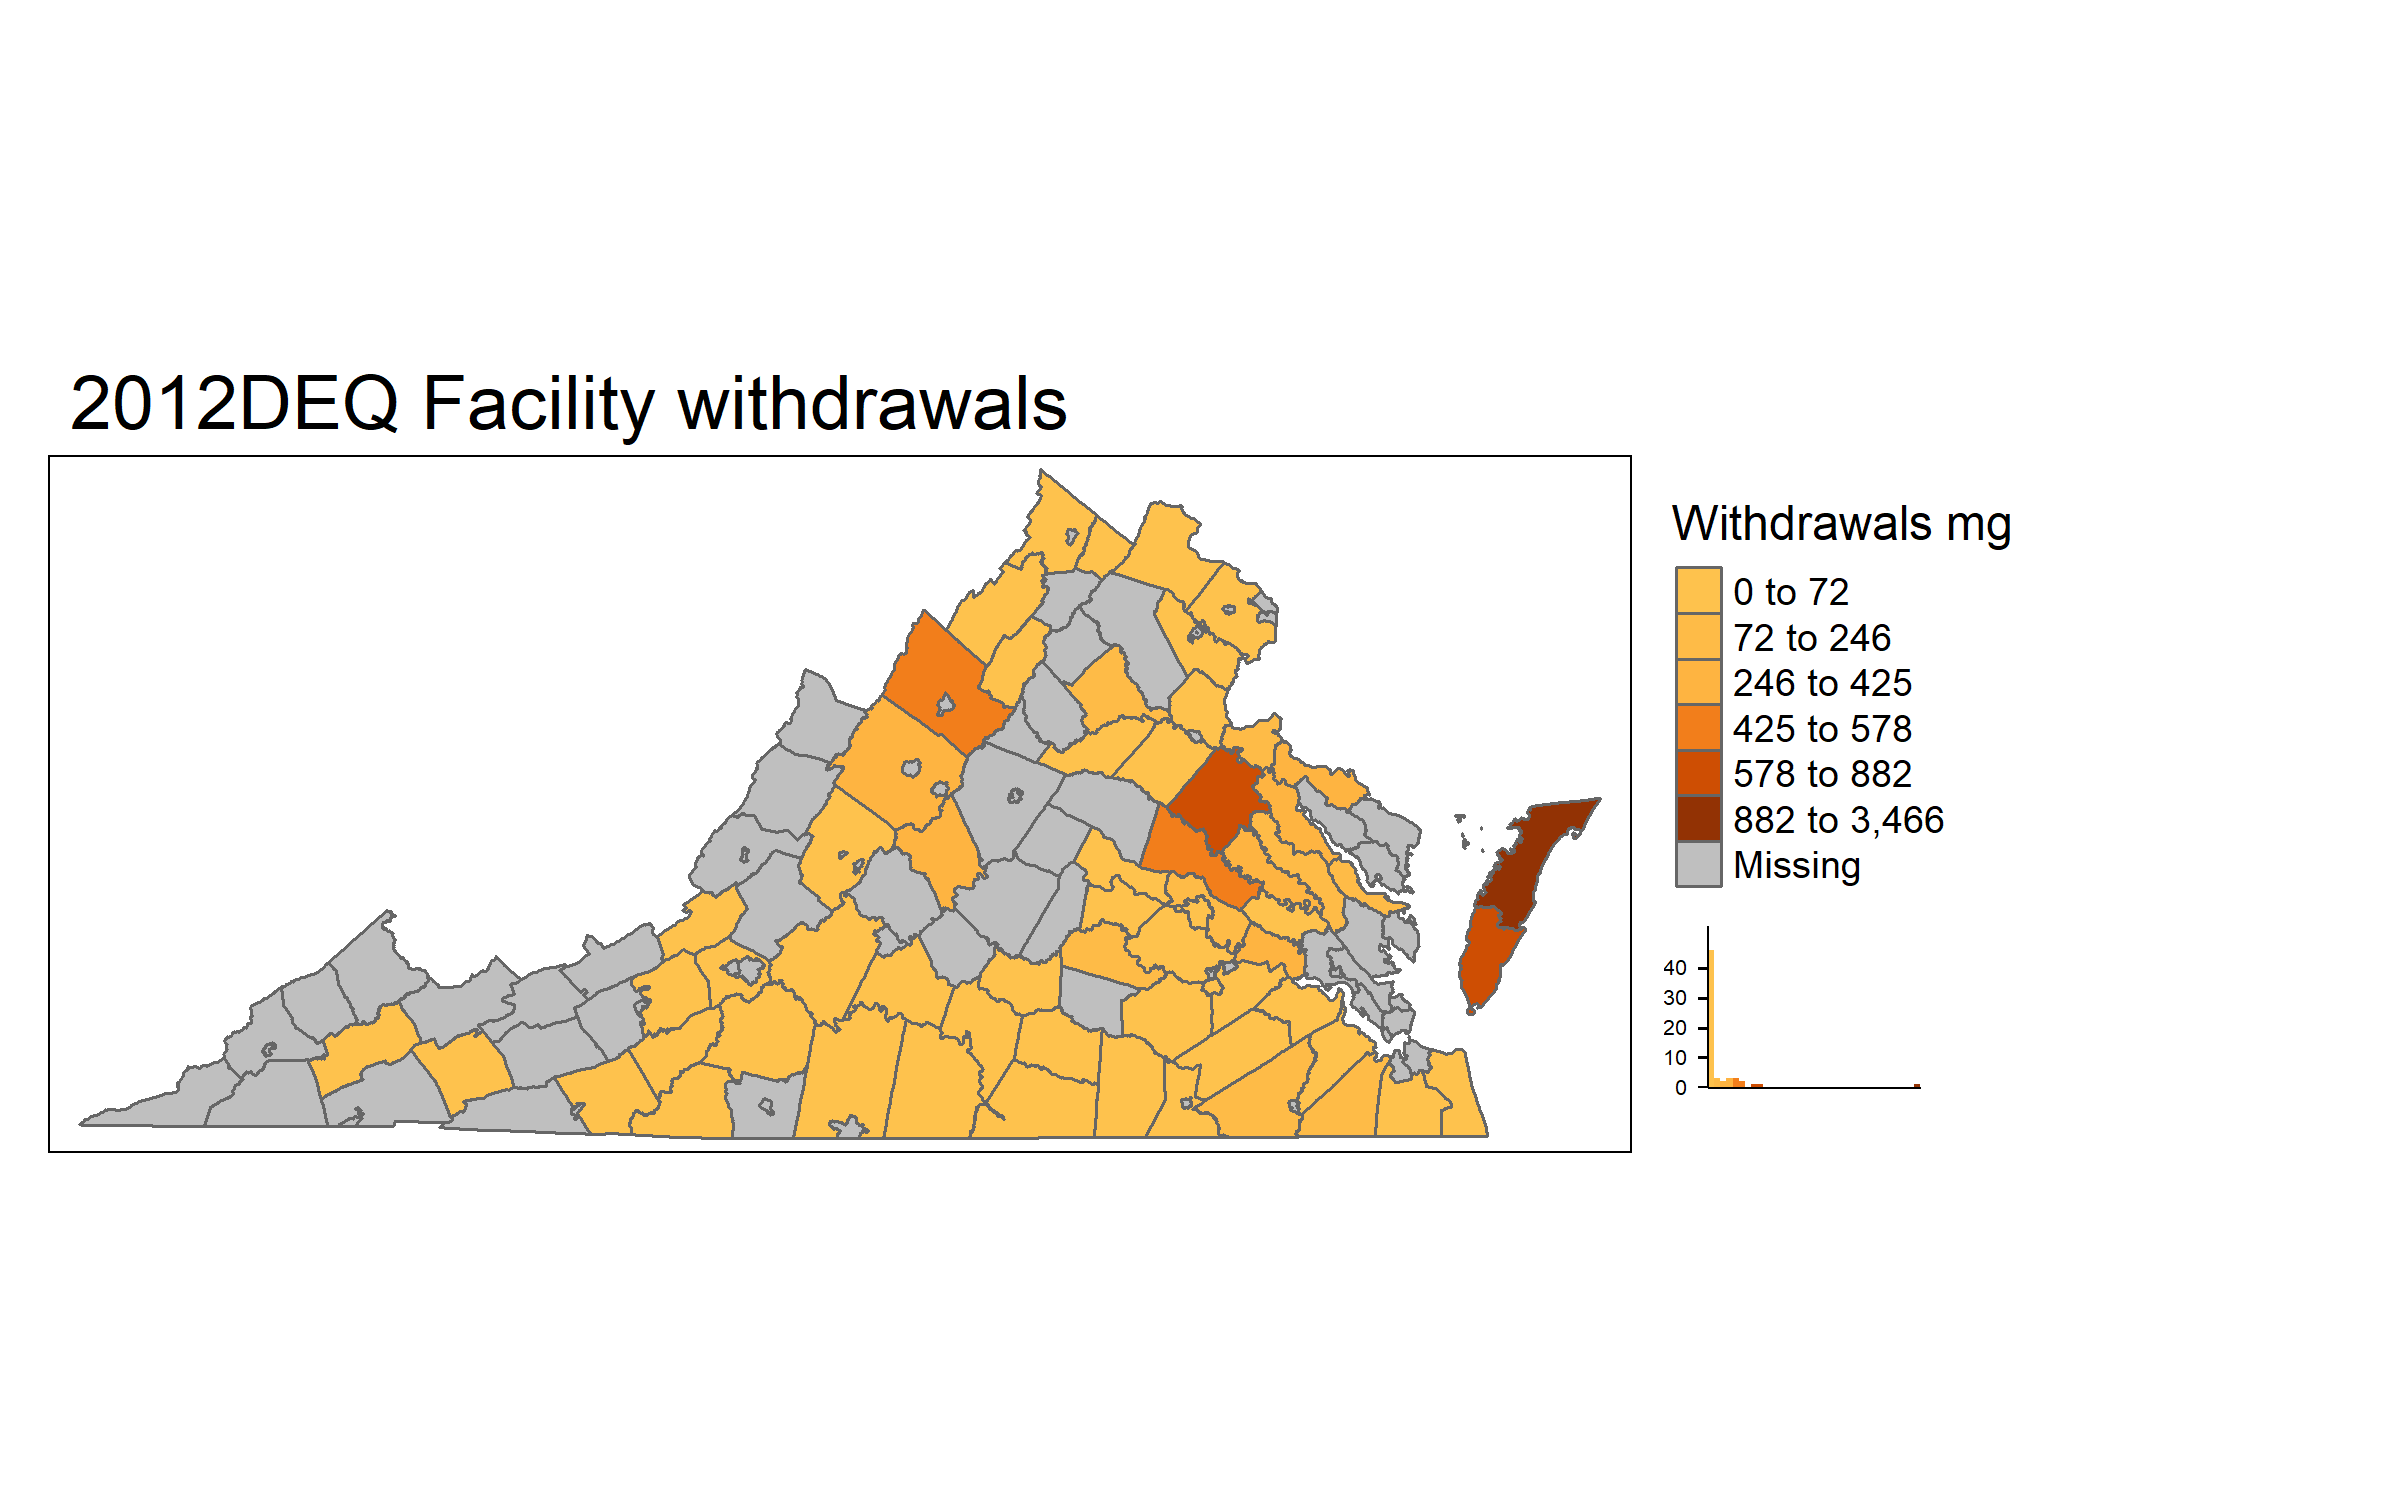 2012DEQ Facility withdrawals
Withdrawals mg
0 to 72
72 to 246
246 to 425
425 to 578
578 to 882
882 to 3,466
Missing
40
30
20
10
0